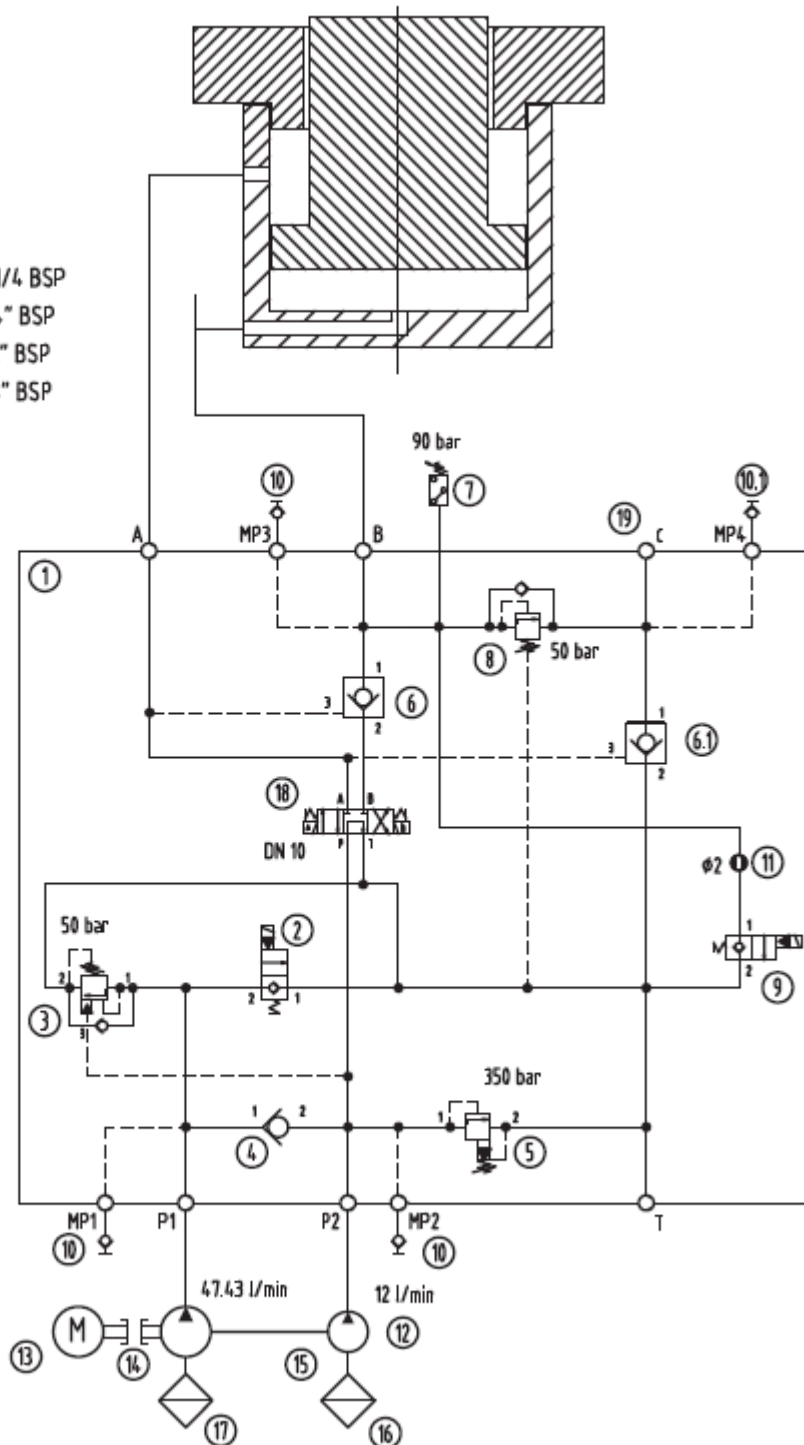 1/4 BSP
" BSP
" BSP
" BSP
90 bar
10
7
10.1
19
A
MP3
B
C
MP4
1
8
50 bar
1
3
6
2
1
3
6.1
2
18
A B
P T
DN 10
ø2
11
50 bar
2
1
2
9
2
1
3
3
2 1
350 bar
1 2
4
1
2
5
MP1
P1
P2
MP2
T
10
10
47.43 l/min
12 l/min
12
M
13
14
15
17
16